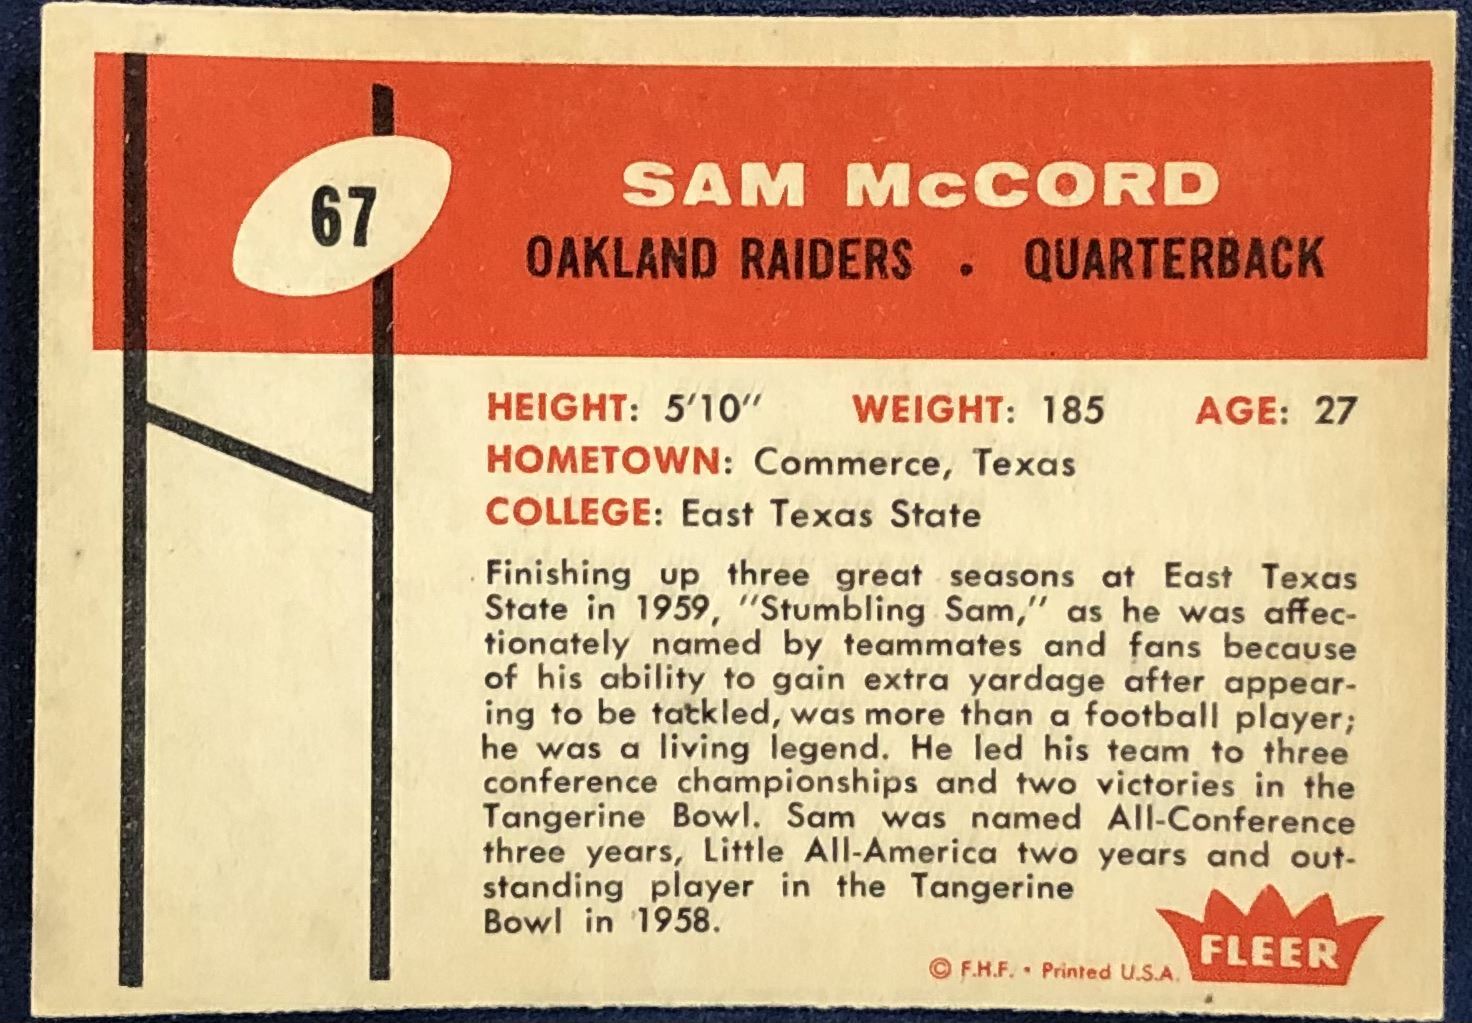 67
SAM McCORD
OAKLAND RAIDERS . QUARTERBACK
HEIGHT: 5'10" WEIGHT: 185 AGE: 27
HOMETOWN: Commerce, Texas
COLLEGE: East Texas State
Finishing up three great seasons at East Texas
State in 1959, "Stumbling Sam," as he was affec-
tionately named by teammates and fans because
of his ability to gain extra yardage after appear-
ing to be tackled, was more than a football player;
he was a living legend. He led his team to three
conference championships and two victories in the
Tangerine Bowl. Sam was named All-Conference
three years, Little All-America two years and out-
standing player in the Tangerine
Bowl in 1958.
FLEER
© F.H.F. • Printed U.S.A.